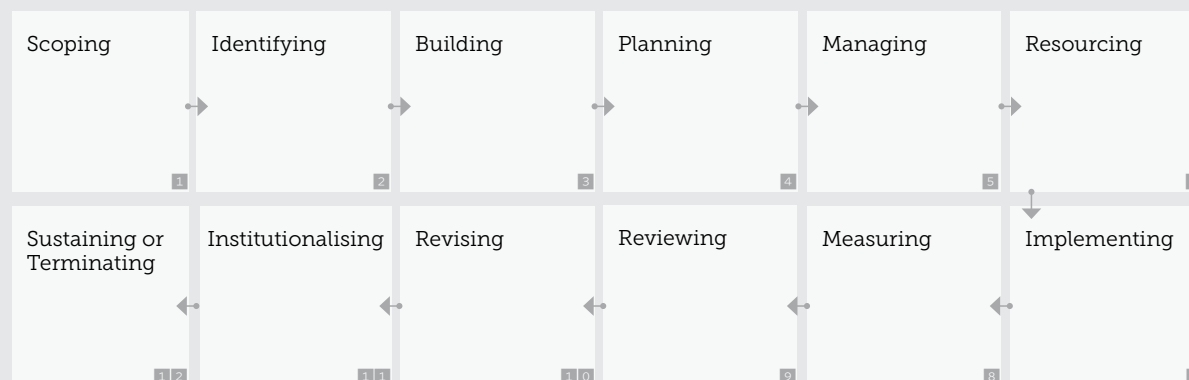 Scoping
Identifying
Building
Planning
Managing
Resourcing
1
2
3
4
5
Sustaining or
Terminating
Institutionalising
Revising
Reviewing
Measuring
Implementing
12
11
10
9
8